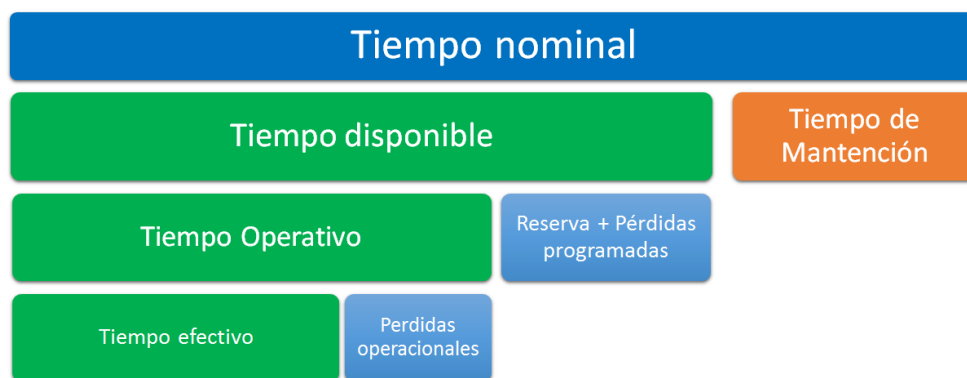 Tiempo nominal
Tiempo disponible
Tiempo de
Mantención
Tiempo Operativo
Reserva + Pérdidas
programadas
Tiempo efectivo
Perdidas
operacionales